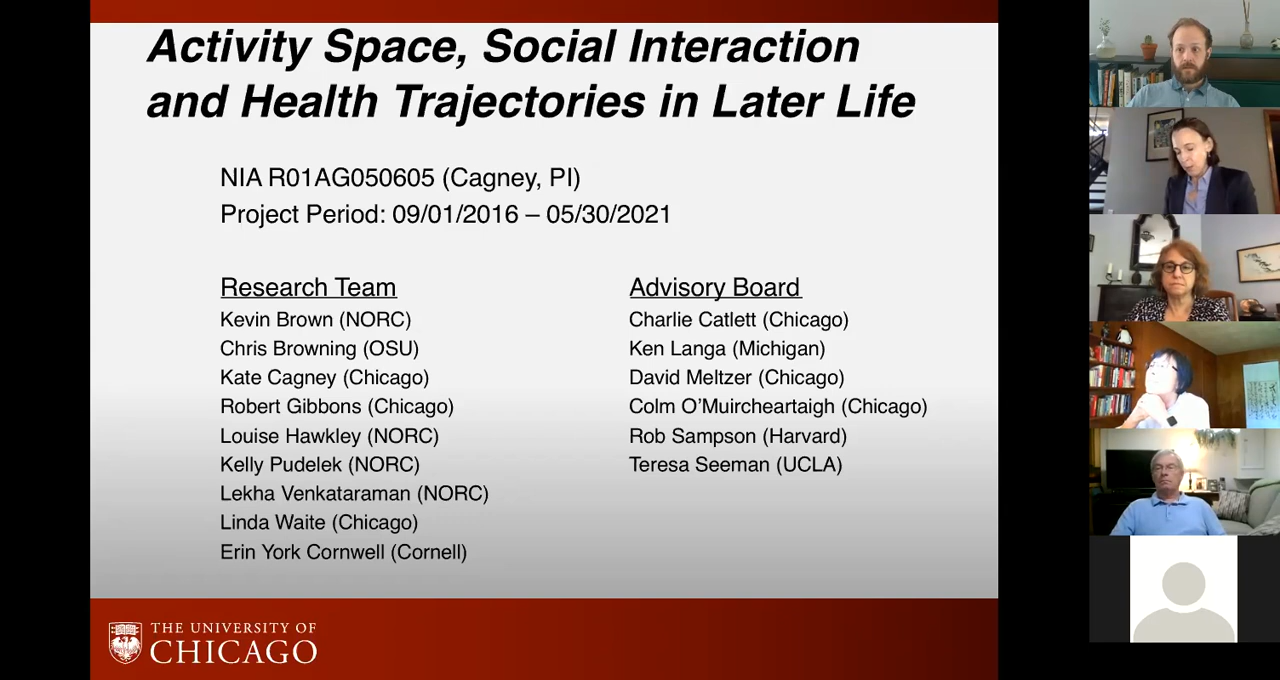 Activity Space, Social Interaction
and Health Trajectories in Later Life
NIA R01AG050605 (Cagney, PI)
Project Period: 09/01/2016 – 05/30/2021
Research Team
Kevin Brown (NORC)
Chris Browning (OSU)
Kate Cagney (Chicago)
Robert Gibbons (Chicago)
Louise Hawkley (NORC)
Kelly Pudelek (NORC)
Lekha Venkataraman (NORC)
Linda Waite (Chicago)
Erin York Cornwell (Cornell)
Advisory Board
Charlie Catlett (Chicago)
Ken Langa (Michigan)
David Meltzer (Chicago)
Colm O’Muircheartaigh (Chicago)
Rob Sampson (Harvard)
Teresa Seeman (UCLA)
THE UNIVERSITY OF
CHICAGO